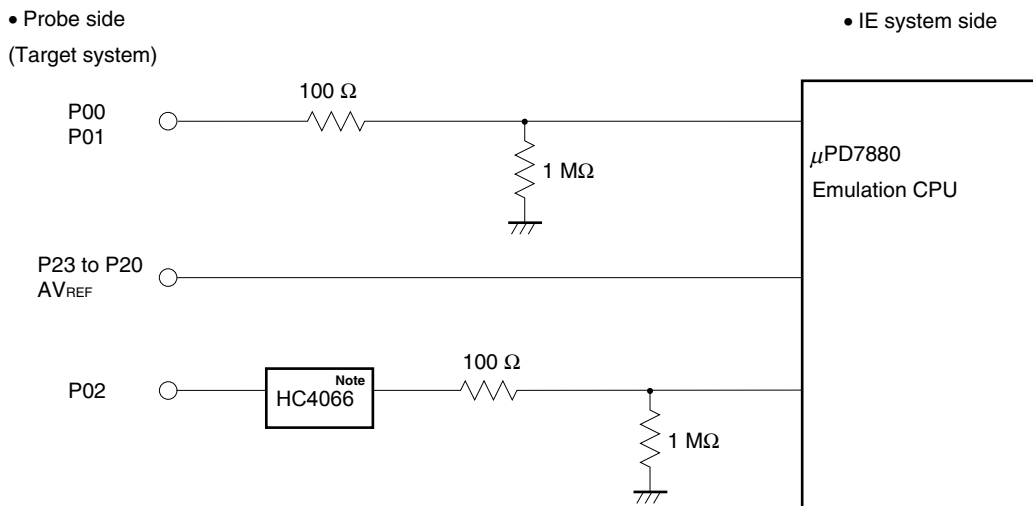 • Probe side
(Target system)
• IE system side
100 Ω
P00
P01
1 MΩ
μPD7880
Emulation CPU
P23 to P20
AVREF
100 Ω
P02
Note
HC4066
1 MΩ